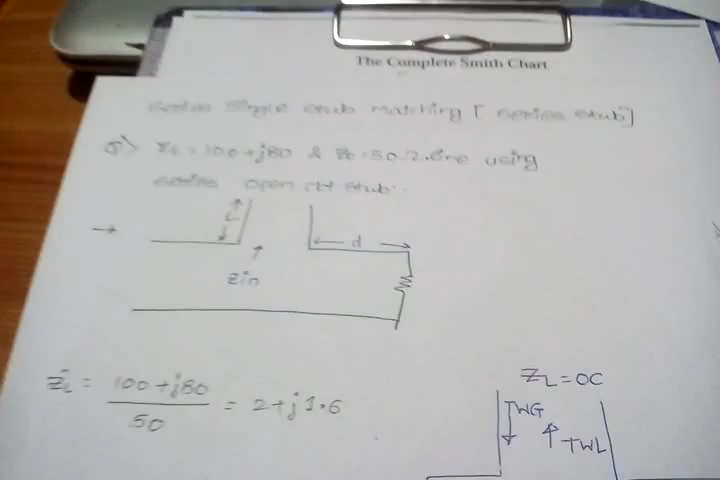 The Complete Smith Chart
series single stub matching [series stub]
Q> ZL = 100+j80 & Z0 = 50 Ω line using
series open ckt stub.
→ L d
Zin
ZL = 100+j80 / 50 = 2+j1.6
ZL = OC
TWG
TWL